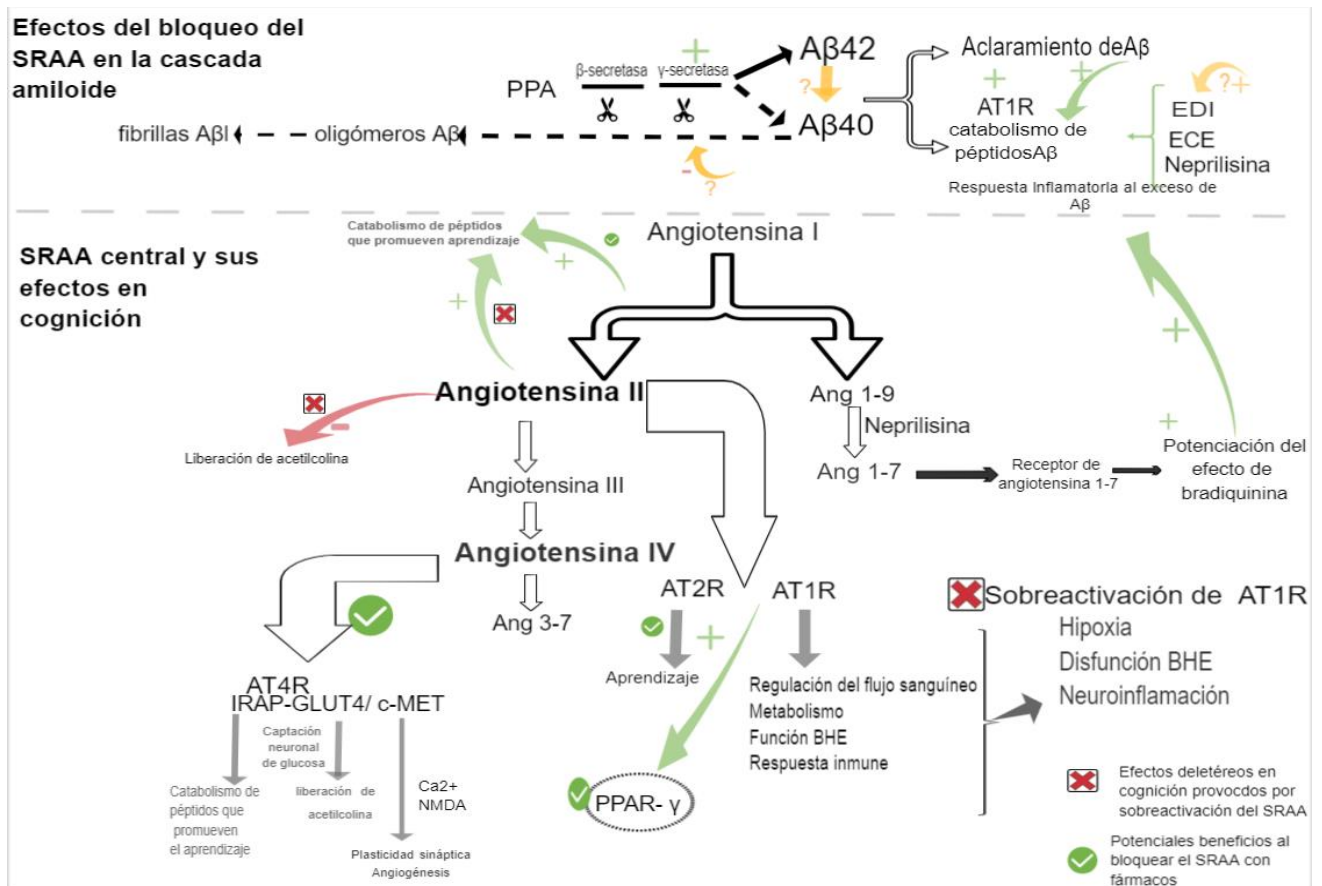 Efectos del bloqueo del
SRAA en la cascada
amiloide
PPA
β-secretasa
γ-secretasa
+
Aβ42
?
Aβ40
fibrillas AβI
oligómeros Aβ
-
?
Aclaramiento deAβ
+
+
AT1R
catabolismo de
péptidosAβ
?+
EDI
ECE
Neprilisina
Respuesta Inflamatorla al exceso de
Aβ
SRAA central y sus
efectos en
cognición
Catabolismo de péptidos
que promueven aprendizaje
+
+
Angiotensina I
Angiotensina II
-
Liberación de acetilcolina
Ang 1-9
Neprilisina
Ang 1-7
Receptor de
angiotensina 1-7
+
+
Potenciación del
efecto de
bradiquinina
Angiotensina III
Angiotensina IV
Ang 3-7
AT2R
AT1R
+
Aprendizaje
Regulación del flujo sanguíneo
Metabolismo
Función BHE
Respuesta inmune
PPAR- γ
Sobreactivación de AT1R
Hipoxia
Disfunción BHE
Neuroinflamación
AT4R
IRAP-GLUT4/ c-MET
Captación
neuronal
de glucosa
Catabolismo de
péptidos que
promueven
el aprendizaje
liberación de
acetilcolina
Ca2+
NMDA
Plasticidad sináptica
Angiogénesis
Efectos deletéreos en
cognición provocdos por
sobreactivación del SRAA
Potenciales beneficios al
bloquear el SRAA con
fármacos